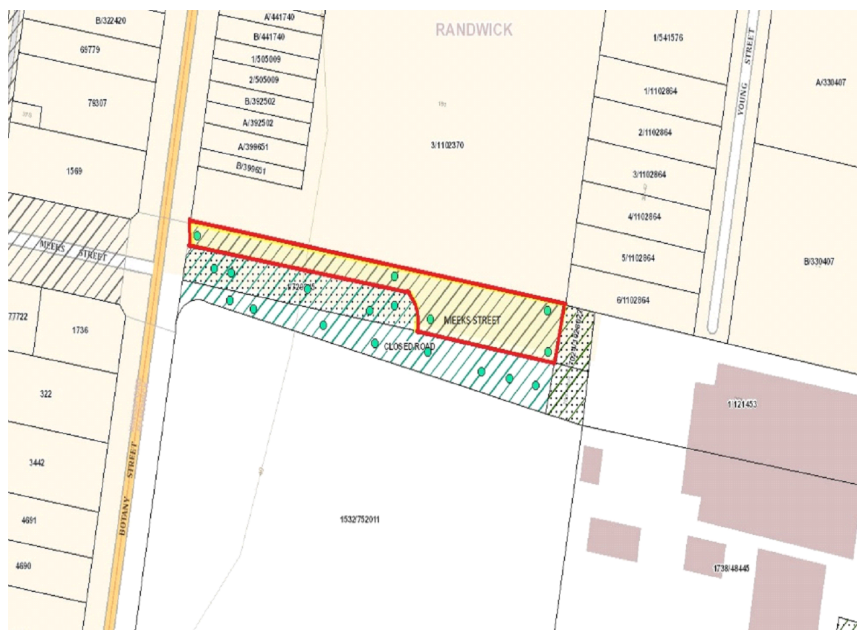 B/322420
69779
79307
1569
A/441740
B/441740
1/505009
2/505009
B/392502
A/392502
A/399651
B/399651
RANDWICK
3/1102370
1/541576
1/1102864
2/1102864
3/1102864
4/1102864
5/1102864
6/1102864
YOUNG STREET
A/330407
B/330407
MEEKS STREET
MEEKS STREET
CLOSED ROAD
77722
1736
322
3442
4691
4690
BOTANY STREET
1532/752011
1/121453
1738/48445